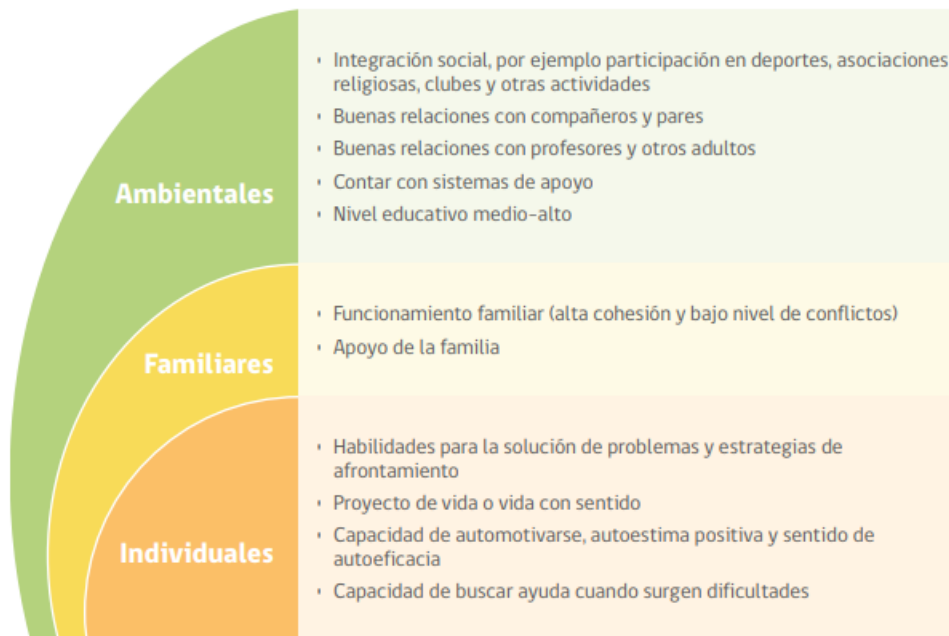 Ambientales
• Integración social, por ejemplo participación en deportes, asociaciones
religiosas, clubes y otras actividades
• Buenas relaciones con compañeros y pares
• Buenas relaciones con profesores y otros adultos
• Contar con sistemas de apoyo
• Nivel educativo medio-alto
Familiares
• Funcionamiento familiar (alta cohesión y bajo nivel de conflictos)
• Apoyo de la familia
Individuales
• Habilidades para la solución de problemas y estrategias de
afrontamiento
• Proyecto de vida o vida con sentido
• Capacidad de automotivarse, autoestima positiva y sentido de
autoeficacia
• Capacidad de buscar ayuda cuando surgen dificultades